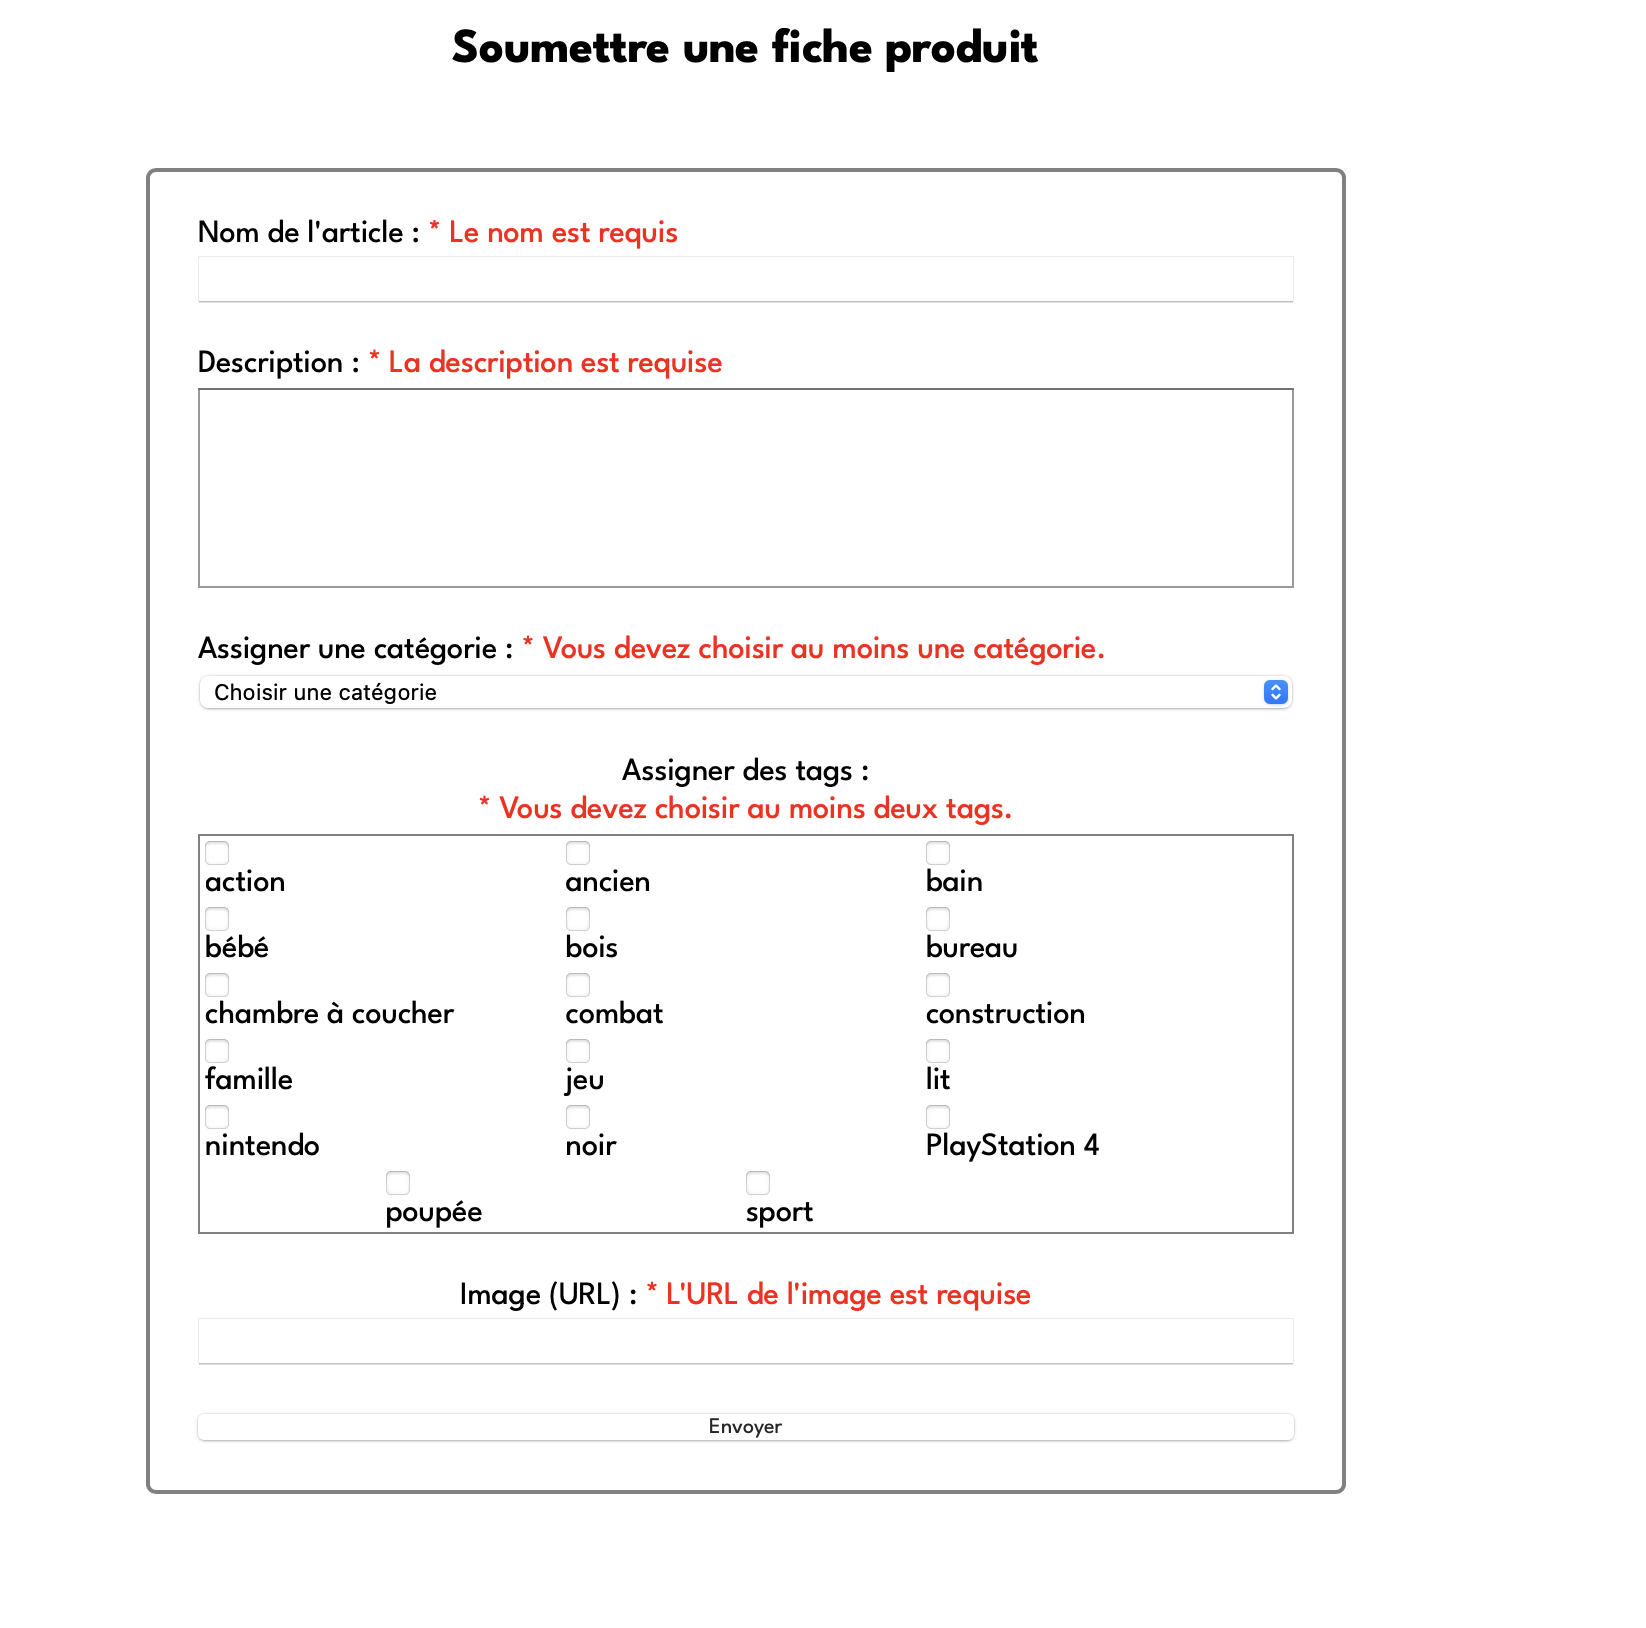 Soumettre une fiche produit
Nom de l'article : * Le nom est requis
Description : * La description est requise
Assigner une catégorie : * Vous devez choisir au moins une catégorie.
Choisir une catégorie
Assigner des tags :
* Vous devez choisir au moins deux tags.
action ancien bain
bébé bois bureau
chambre à coucher combat construction
famille jeu lit
nintendo noir PlayStation 4
poupée sport
Image (URL) : * L'URL de l'image est requise
Envoyer